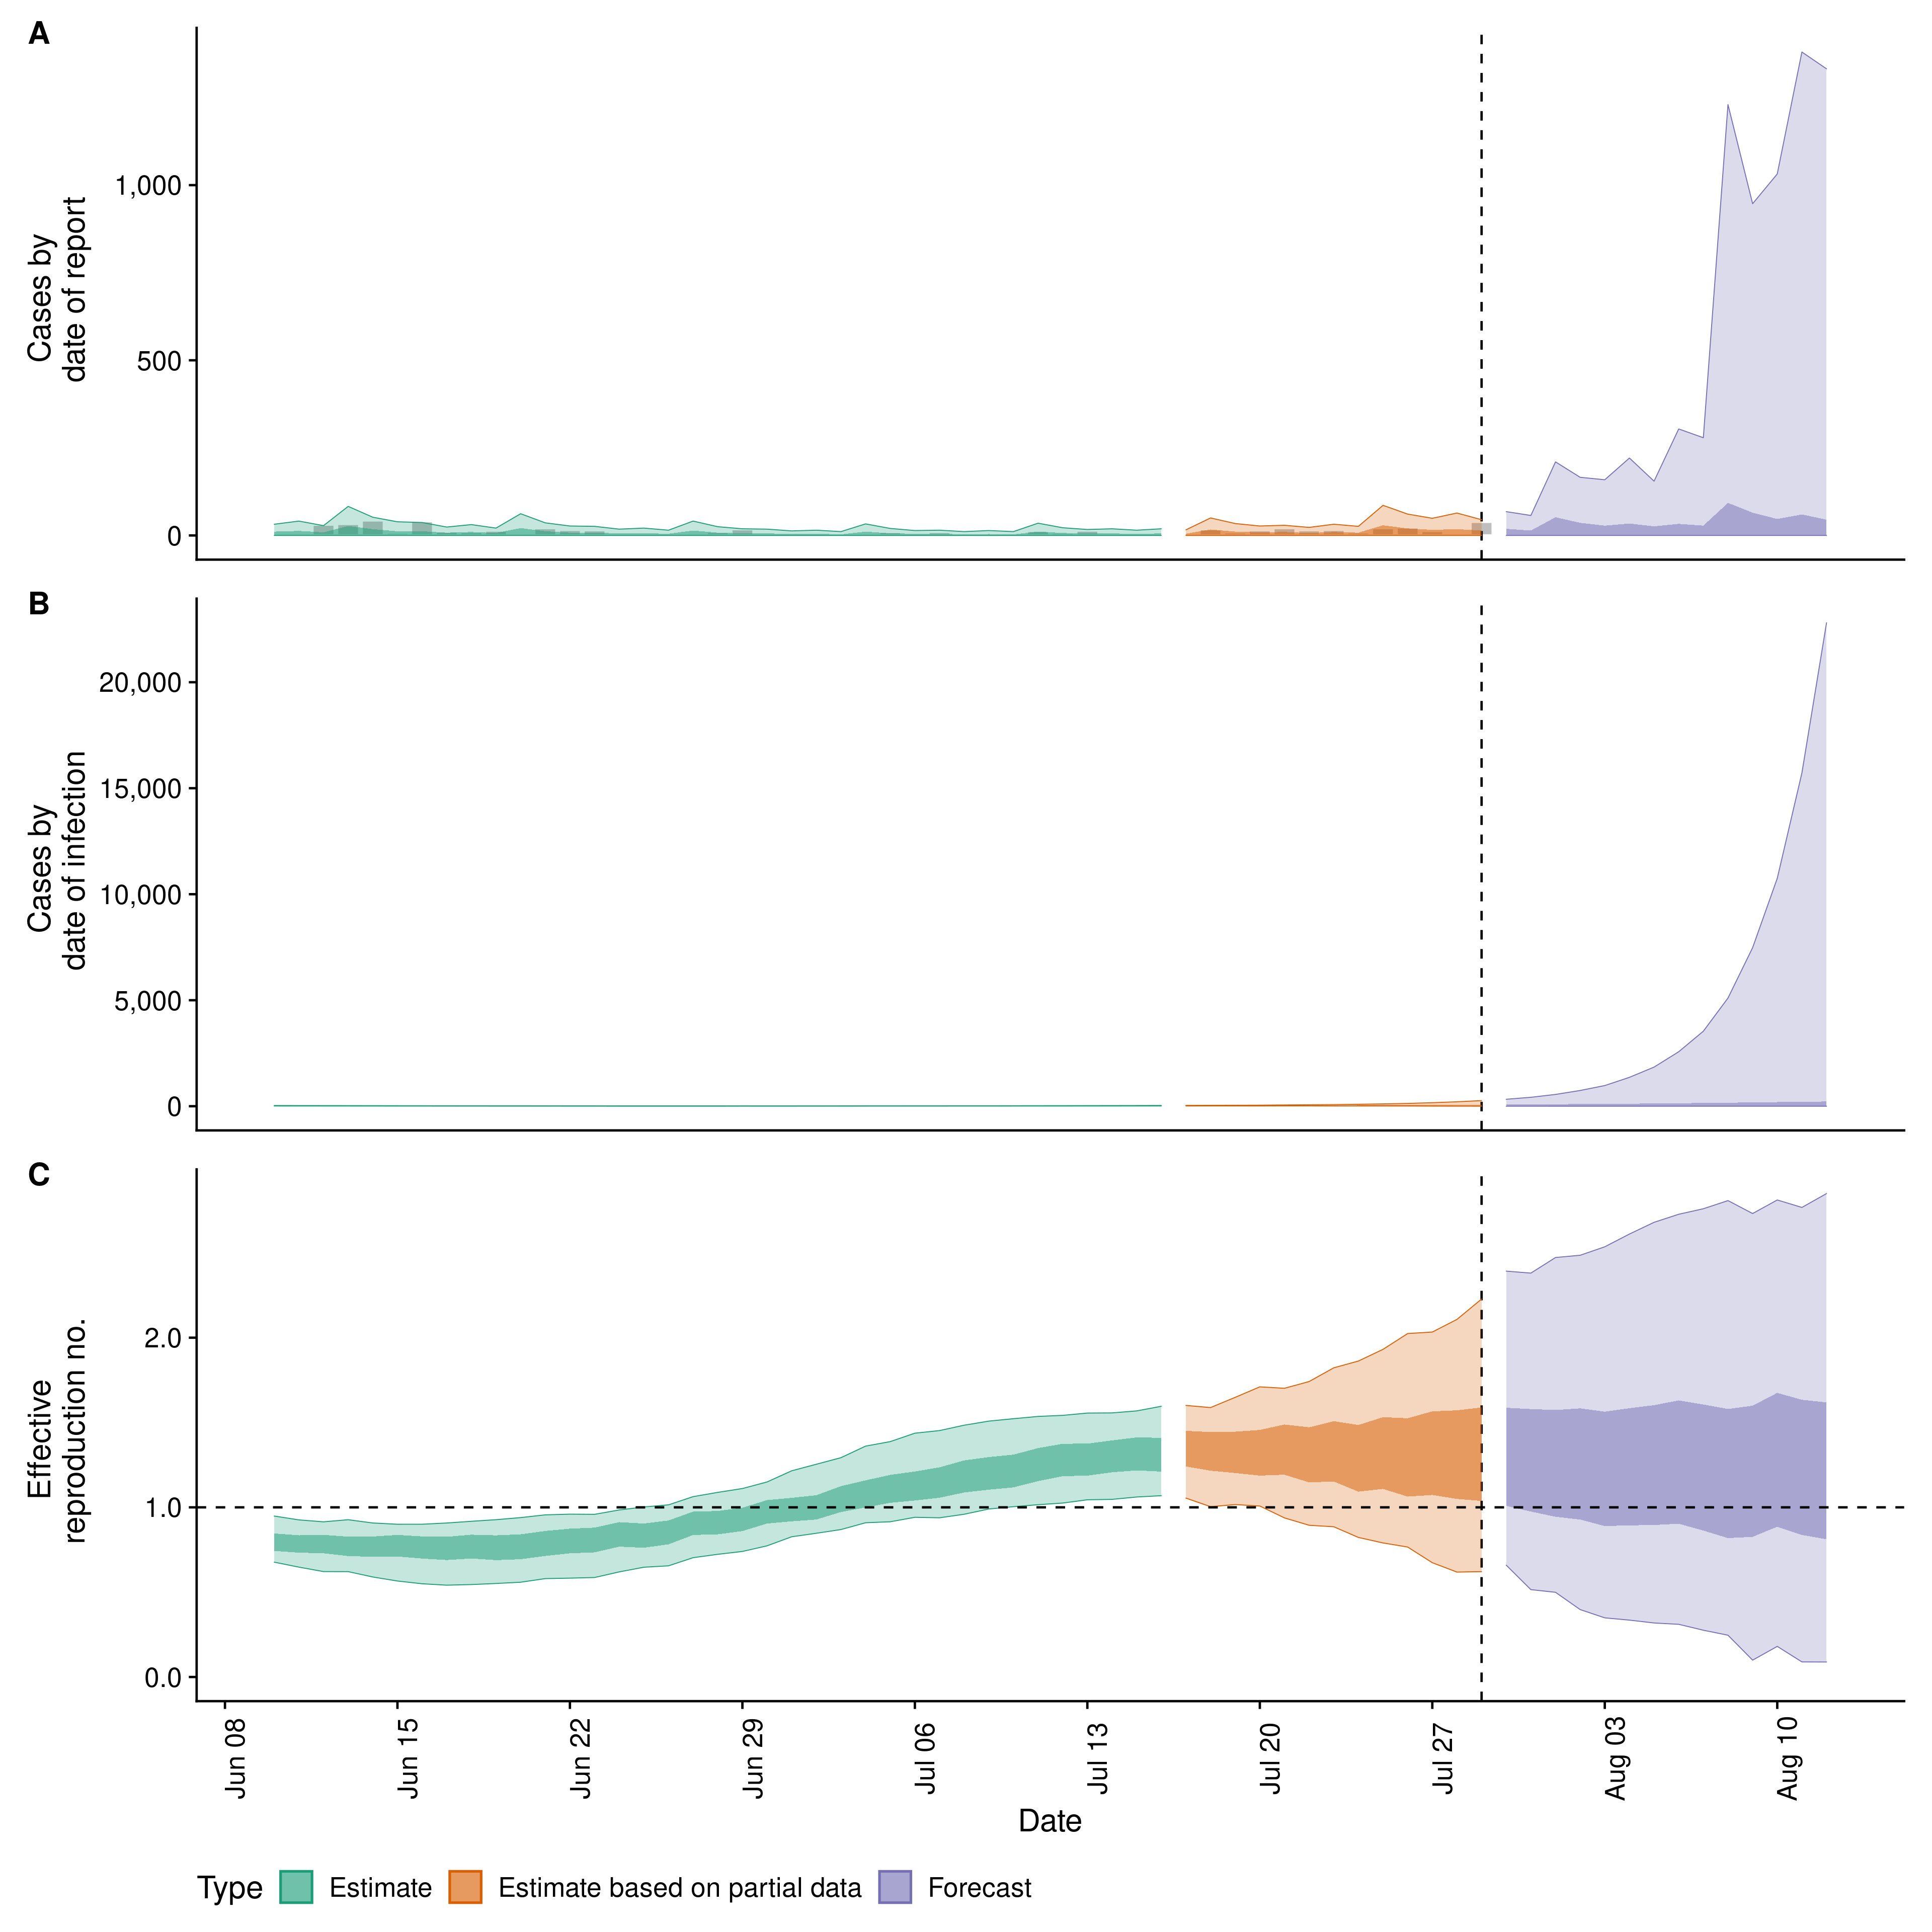 A
Cases by
date of report
1,000
500
0
B
Cases by
date of infection
20,000
15,000
10,000
5,000
0
C
Effective
reproduction no.
2.0
1.0
0.0
Jun 08
Jun 15
Jun 22
Jun 29
Jul 06
Jul 13
Jul 20
Jul 27
Aug 03
Aug 10
Date
Type Estimate Estimate based on partial data Forecast